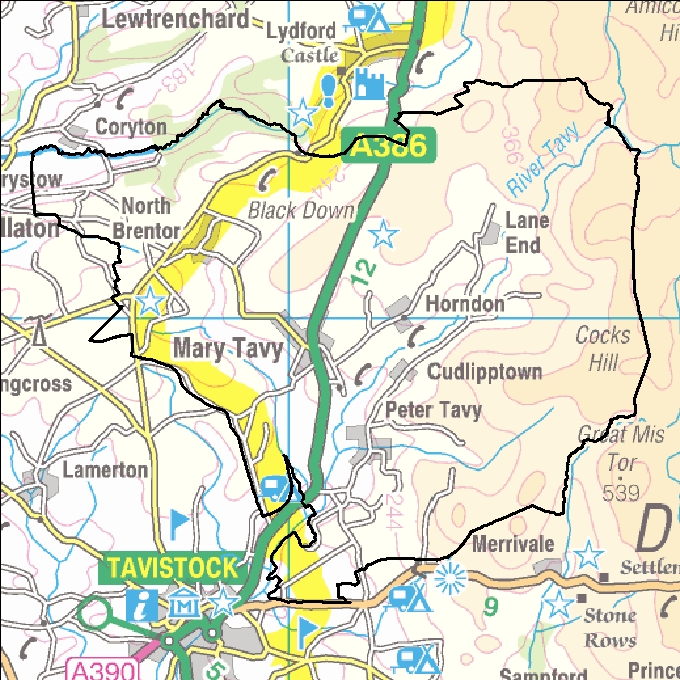 Lewtrenchard
Amic
Hi
Lydford
Castle
183
Coryton
A386
366
River Tavy
rystow
244
North
Brentor
Black Down
Lane
End
llaton
12
Horndon
Mary Tavy
Cocks
Hill
ngcross
Cudlipptown
Peter Tavy
Great Mis
Tor
539
Lamerton
244
D
Merrivale
TAVISTOCK
Settlem
9
Stone
Rows
A390
5
Sampford
Prince